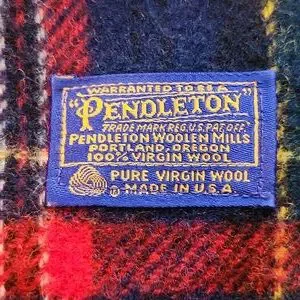 WARRANTED TO BE A
"PENDLETON"
TRADE MARK REG. U.S. PAT. OFF.
PENDLETON WOOLEN MILLS
PORTLAND, OREGON
100% VIRGIN WOOL
PURE VIRGIN WOOL
MADE IN U.S.A.